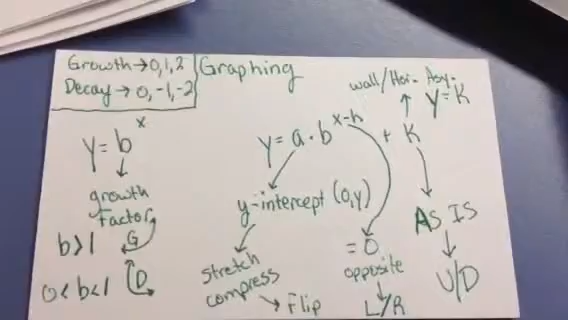 Growth → 0,1,2
Decay → 0,-1,-2
Graphing
wall/Hor. Asy.
y=K
y=b^x
growth
factor
b>1 G
0<b<1 D
y=a·b^x-h + K
y-intercept (0,y)
stretch
compress
→ Flip
=0
opposite
L/R
AS IS
U/D